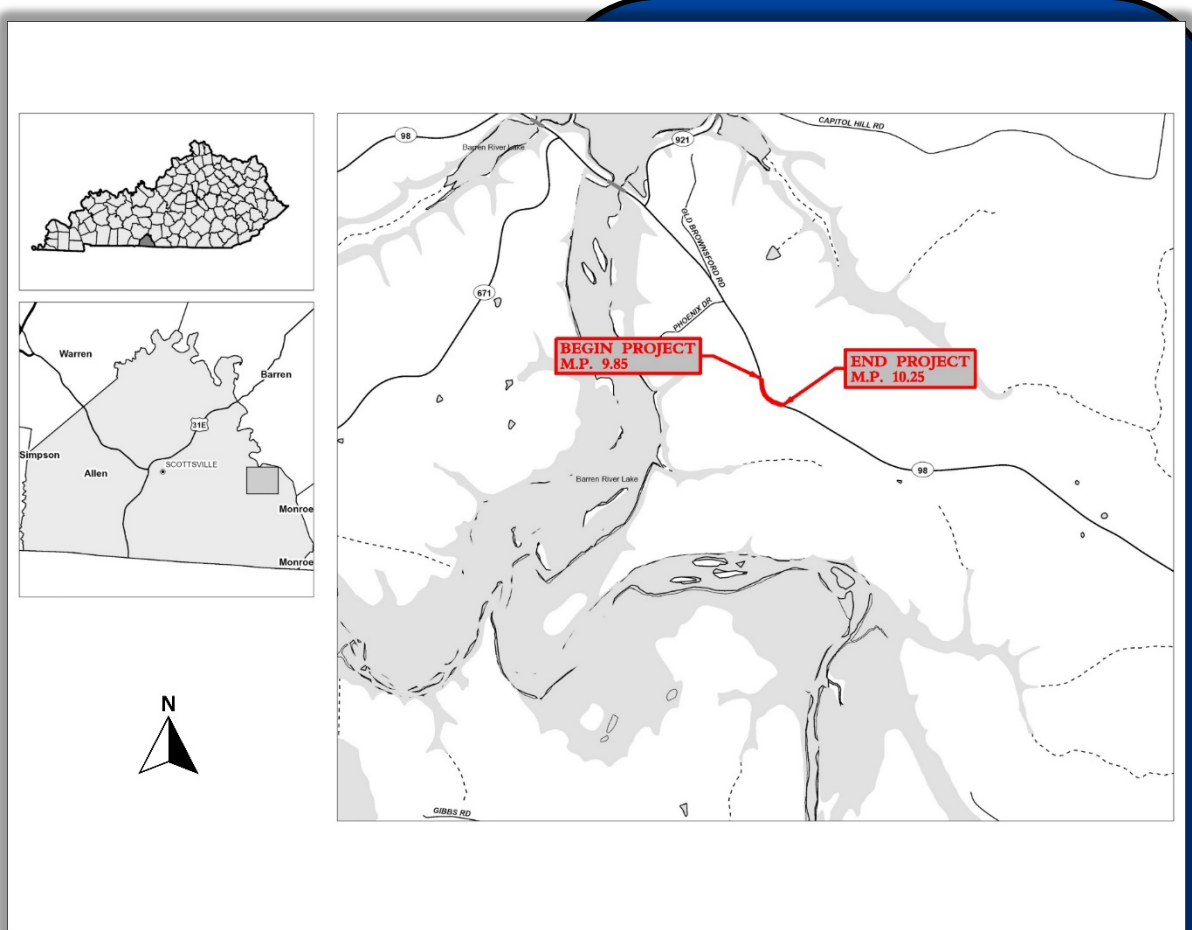 98
Barren River Lake
921
CAPITOL HILL RD
OLD BROWNSFORD RD
671
PHOENIX DR
BEGIN PROJECT
M.P. 9.85
END PROJECT
M.P. 10.25
98
Barren River Lake
GIBBS RD
Warren
Barren
31E
Simpson
SCOTTSVILLE
Allen
Monroe
Monroe
N